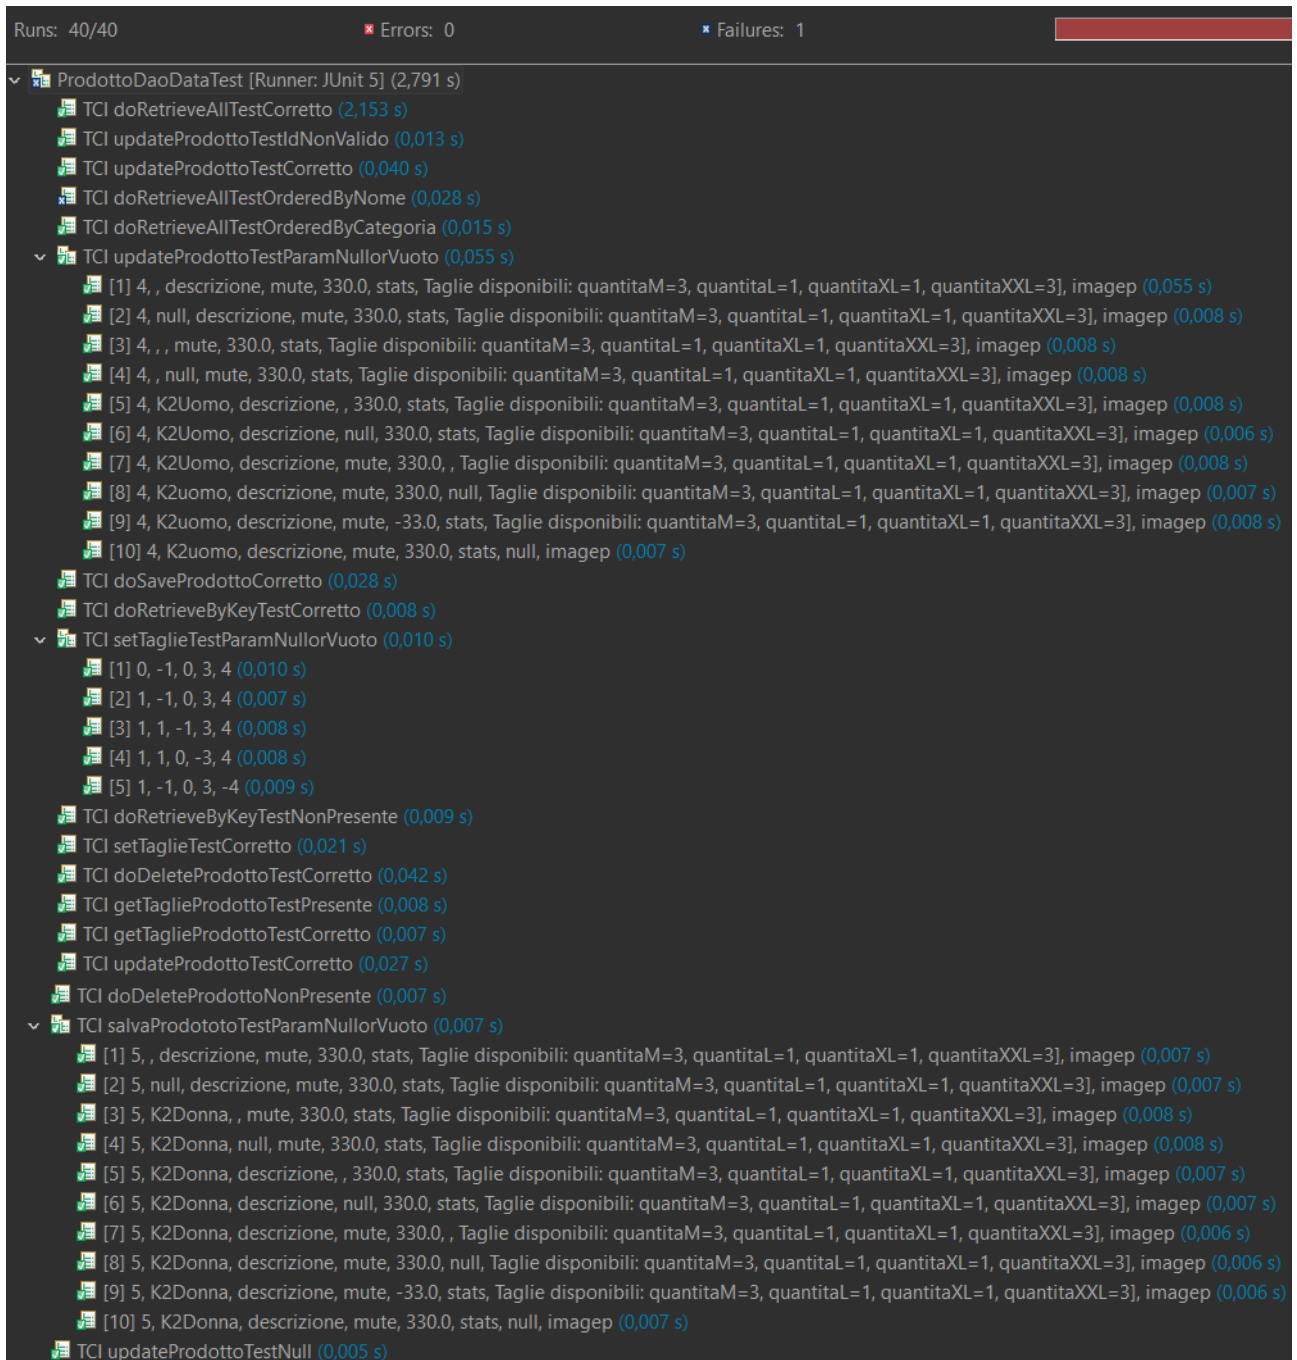 Runs: 40/40 Errors: 0 Failures: 1
ProdottoDaoDataTest [Runner: JUnit 5] (2,791 s)
TCI doRetrieveAllTestCorretto (2,153 s)
TCI updateProdottoTestIdNonValido (0,013 s)
TCI updateProdottoTestCorretto (0,040 s)
TCI doRetrieveAllTestOrderedByNome (0,028 s)
TCI doRetrieveAllTestOrderedByCategoria (0,015 s)
TCI updateProdottoTestParamNullorVuoto (0,055 s)
[1] 4, , descrizione, mute, 330.0, stats, Taglie disponibili: quantitaM=3, quantitaL=1, quantitaXL=1, quantitaXXL=3], imagep (0,055 s)
[2] 4, null, descrizione, mute, 330.0, stats, Taglie disponibili: quantitaM=3, quantitaL=1, quantitaXL=1, quantitaXXL=3], imagep (0,008 s)
[3] 4, , , mute, 330.0, stats, Taglie disponibili: quantitaM=3, quantitaL=1, quantitaXL=1, quantitaXXL=3], imagep (0,008 s)
[4] 4, , null, mute, 330.0, stats, Taglie disponibili: quantitaM=3, quantitaL=1, quantitaXL=1, quantitaXXL=3], imagep (0,008 s)
[5] 4, K2Uomo, descrizione, , 330.0, stats, Taglie disponibili: quantitaM=3, quantitaL=1, quantitaXL=1, quantitaXXL=3], imagep (0,008 s)
[6] 4, K2Uomo, descrizione, null, 330.0, stats, Taglie disponibili: quantitaM=3, quantitaL=1, quantitaXL=1, quantitaXXL=3], imagep (0,006 s)
[7] 4, K2Uomo, descrizione, mute, 330.0, , Taglie disponibili: quantitaM=3, quantitaL=1, quantitaXL=1, quantitaXXL=3], imagep (0,008 s)
[8] 4, K2uomo, descrizione, mute, 330.0, null, Taglie disponibili: quantitaM=3, quantitaL=1, quantitaXL=1, quantitaXXL=3], imagep (0,007 s)
[9] 4, K2uomo, descrizione, mute, -33.0, stats, Taglie disponibili: quantitaM=3, quantitaL=1, quantitaXL=1, quantitaXXL=3], imagep (0,008 s)
[10] 4, K2uomo, descrizione, mute, 330.0, stats, null, imagep (0,007 s)
TCI doSaveProdottoCorretto (0,028 s)
TCI doRetrieveByKeyTestCorretto (0,008 s)
TCI setTaglieTestParamNullorVuoto (0,010 s)
[1] 0, -1, 0, 3, 4 (0,010 s)
[2] 1, -1, 0, 3, 4 (0,007 s)
[3] 1, 1, -1, 3, 4 (0,008 s)
[4] 1, 1, 0, -3, 4 (0,008 s)
[5] 1, -1, 0, 3, -4 (0,009 s)
TCI doRetrieveByKeyTestNonPresente (0,009 s)
TCI setTaglieTestCorretto (0,021 s)
TCI doDeleteProdottoTestCorretto (0,042 s)
TCI getTaglieProdottoTestPresente (0,008 s)
TCI getTaglieProdottoTestCorretto (0,007 s)
TCI updateProdottoTestCorretto (0,027 s)
TCI doDeleteProdottoNonPresente (0,007 s)
TCI salvaProdototoTestParamNullorVuoto (0,007 s)
[1] 5, , descrizione, mute, 330.0, stats, Taglie disponibili: quantitaM=3, quantitaL=1, quantitaXL=1, quantitaXXL=3], imagep (0,007 s)
[2] 5, null, descrizione, mute, 330.0, stats, Taglie disponibili: quantitaM=3, quantitaL=1, quantitaXL=1, quantitaXXL=3], imagep (0,007 s)
[3] 5, K2Donna, , mute, 330.0, stats, Taglie disponibili: quantitaM=3, quantitaL=1, quantitaXL=1, quantitaXXL=3], imagep (0,008 s)
[4] 5, K2Donna, null, mute, 330.0, stats, Taglie disponibili: quantitaM=3, quantitaL=1, quantitaXL=1, quantitaXXL=3], imagep (0,008 s)
[5] 5, K2Donna, descrizione, , 330.0, stats, Taglie disponibili: quantitaM=3, quantitaL=1, quantitaXL=1, quantitaXXL=3], imagep (0,007 s)
[6] 5, K2Donna, descrizione, null, 330.0, stats, Taglie disponibili: quantitaM=3, quantitaL=1, quantitaXL=1, quantitaXXL=3], imagep (0,007 s)
[7] 5, K2Donna, descrizione, mute, 330.0, , Taglie disponibili: quantitaM=3, quantitaL=1, quantitaXL=1, quantitaXXL=3], imagep (0,006 s)
[8] 5, K2Donna, descrizione, mute, 330.0, null, Taglie disponibili: quantitaM=3, quantitaL=1, quantitaXL=1, quantitaXXL=3], imagep (0,006 s)
[9] 5, K2Donna, descrizione, mute, -33.0, stats, Taglie disponibili: quantitaM=3, quantitaL=1, quantitaXL=1, quantitaXXL=3], imagep (0,006 s)
[10] 5, K2Donna, descrizione, mute, 330.0, stats, null, imagep (0,007 s)
TCI updateProdottoTestNull (0,005 s)